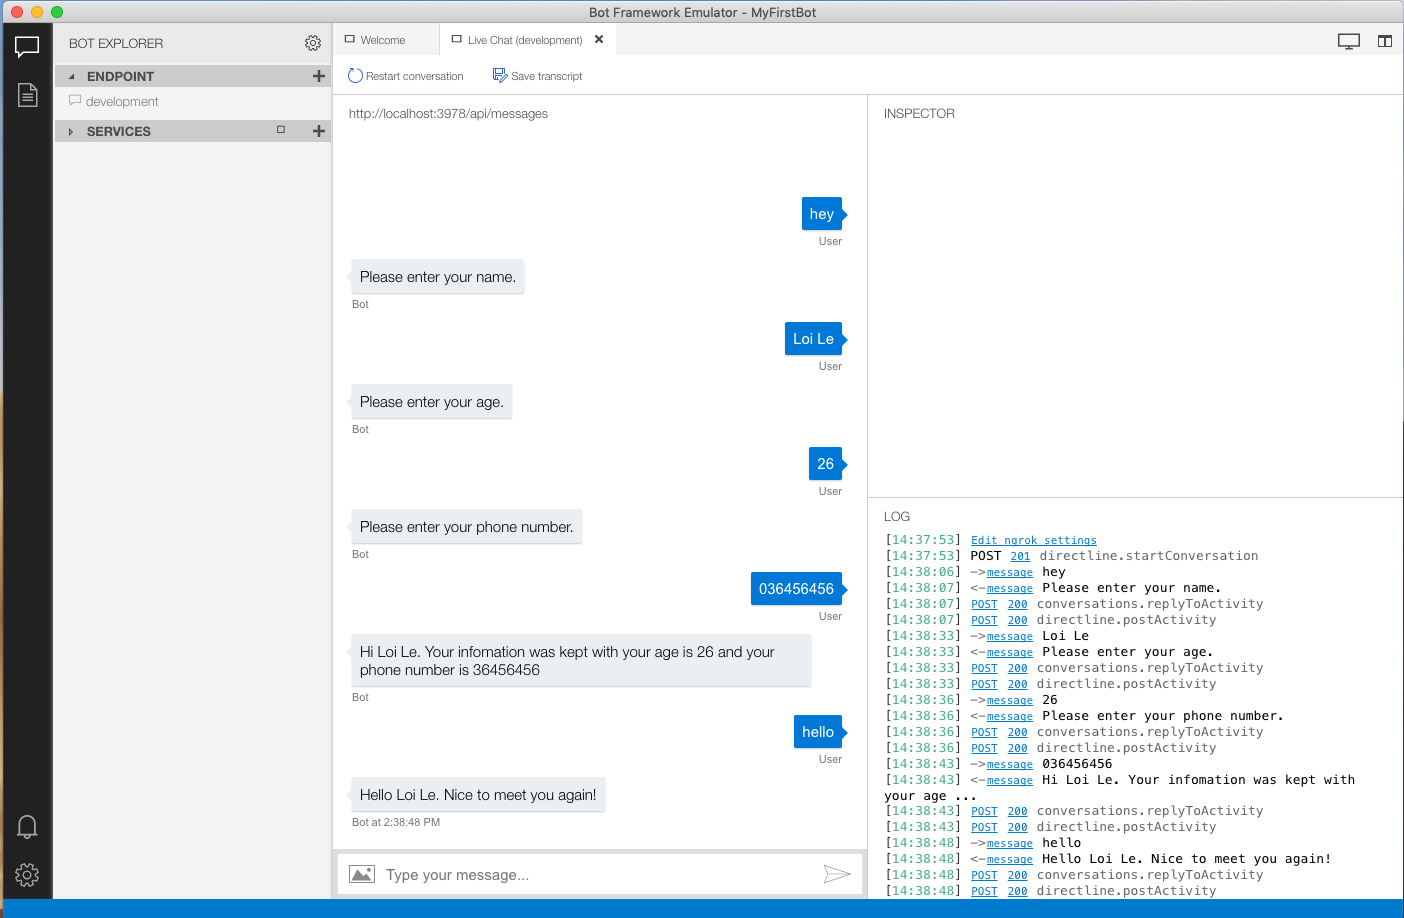 Bot Framework Emulator - MyFirstBot
BOT EXPLORER
ENDPOINT
development
SERVICES
Welcome
Live Chat (development)
Restart conversation
Save transcript
http://localhost:3978/api/messages
hey
User
Please enter your name.
Bot
Loi Le
User
Please enter your age.
Bot
26
User
Please enter your phone number.
Bot
036456456
User
Hi Loi Le. Your infomation was kept with your age is 26 and your
phone number is 36456456
Bot
hello
User
Hello Loi Le. Nice to meet you again!
Bot at 2:38:48 PM
Type your message...
INSPECTOR
LOG
[14:37:53] Edit ngrok settings
[14:37:53] POST 201 directline.startConversation
[14:38:06] ->message hey
[14:38:07] <-message Please enter your name.
[14:38:07] POST 200 conversations.replyToActivity
[14:38:07] POST 200 directline.postActivity
[14:38:33] ->message Loi Le
[14:38:33] <-message Please enter your age.
[14:38:33] POST 200 conversations.replyToActivity
[14:38:33] POST 200 directline.postActivity
[14:38:36] ->message 26
[14:38:36] <-message Please enter your phone number.
[14:38:36] POST 200 conversations.replyToActivity
[14:38:36] POST 200 directline.postActivity
[14:38:43] ->message 036456456
[14:38:43] <-message Hi Loi Le. Your infomation was kept with
your age ...
[14:38:43] POST 200 conversations.replyToActivity
[14:38:43] POST 200 directline.postActivity
[14:38:48] ->message hello
[14:38:48] <-message Hello Loi Le. Nice to meet you again!
[14:38:48] POST 200 conversations.replyToActivity
[14:38:48] POST 200 directline.postActivity